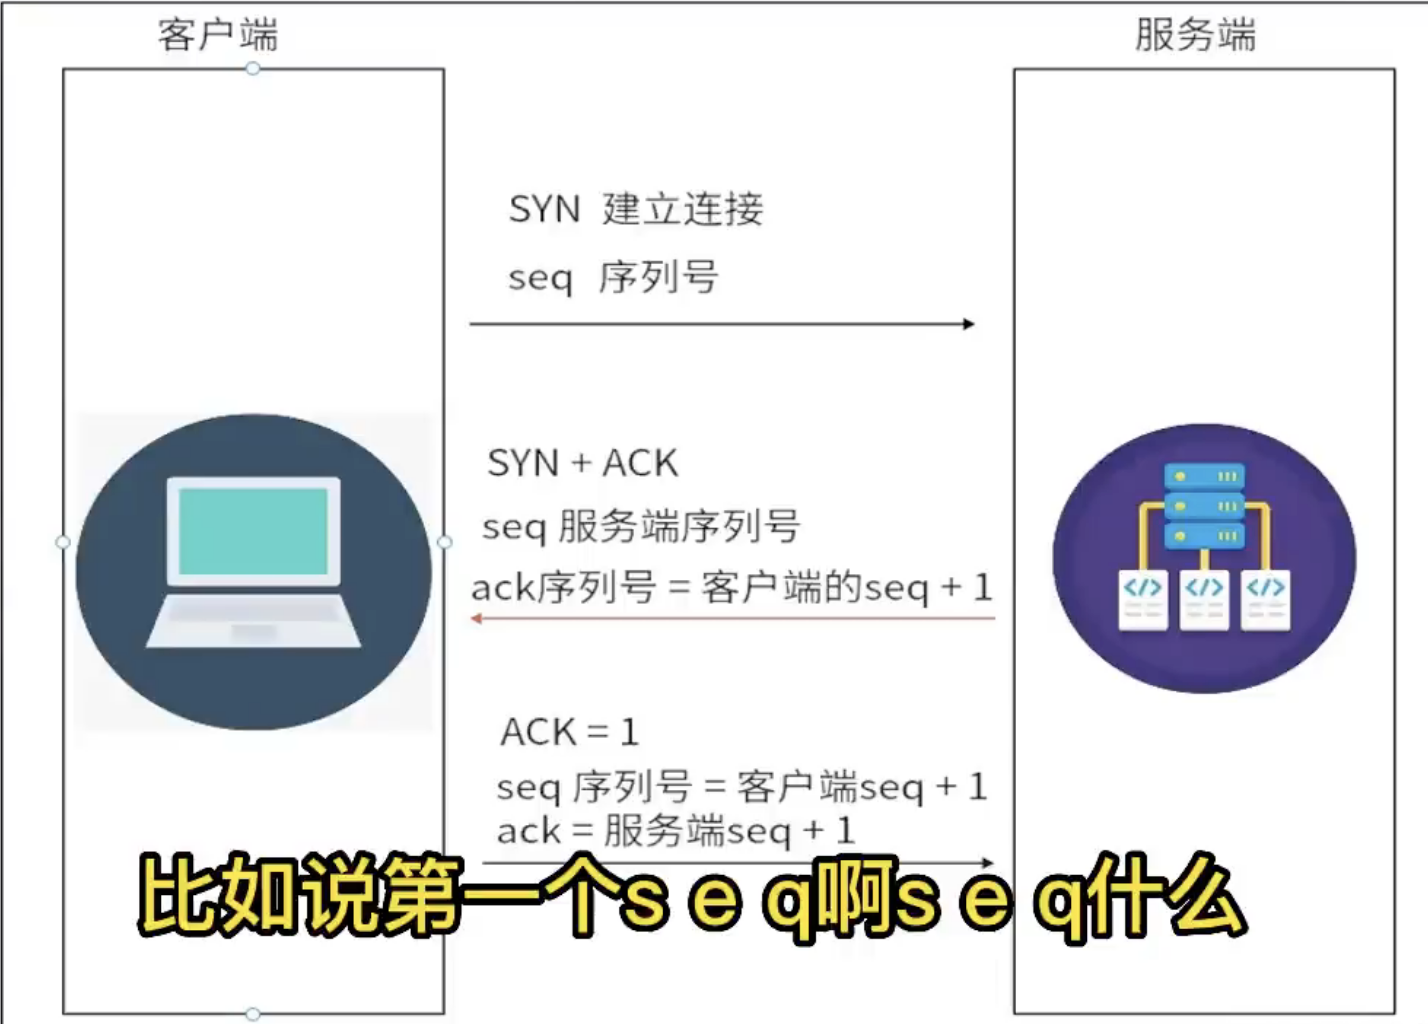 客户端
服务端
SYN 建立连接
seq 序列号
SYN + ACK
seq 服务端序列号
ack序列号 = 客户端的seq + 1
</>
</>
</>
ACK = 1
seq 序列号 = 客户端seq + 1
ack = 服务端seq + 1
比如说第一个s e q啊s e q什么